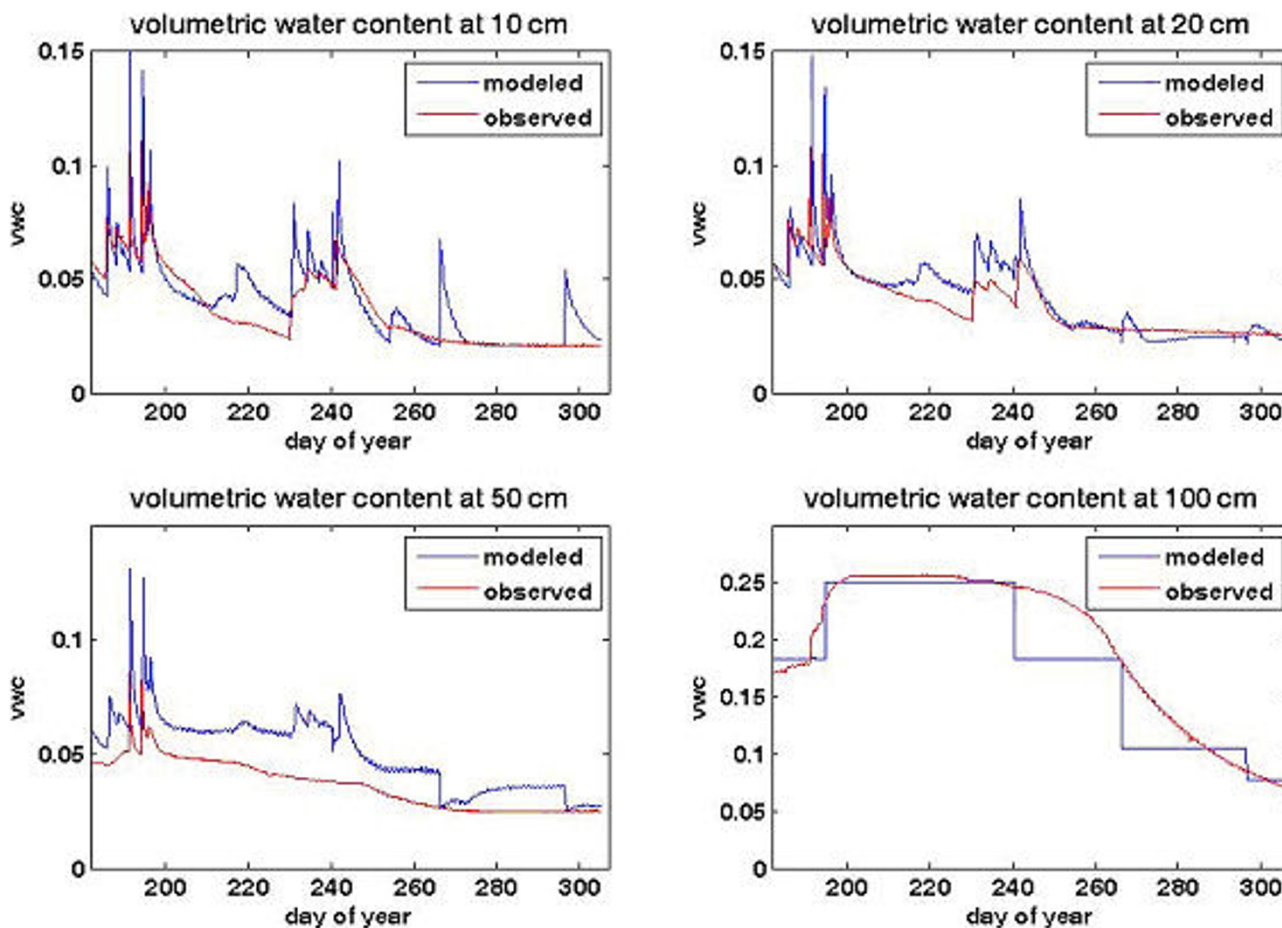 volumetric water content at 10 cm
0.15
0.1
0.05
0
vwc
modeled
observed
200 220 240 260 280 300
day of year
volumetric water content at 20 cm
0.15
0.1
0.05
0
vwc
modeled
observed
200 220 240 260 280 300
day of year
volumetric water content at 50 cm
0.1
0.05
0
vwc
modeled
observed
200 220 240 260 280 300
day of year
volumetric water content at 100 cm
0.25
0.2
0.15
0.1
0.05
0
vwc
modeled
observed
200 220 240 260 280 300
day of year